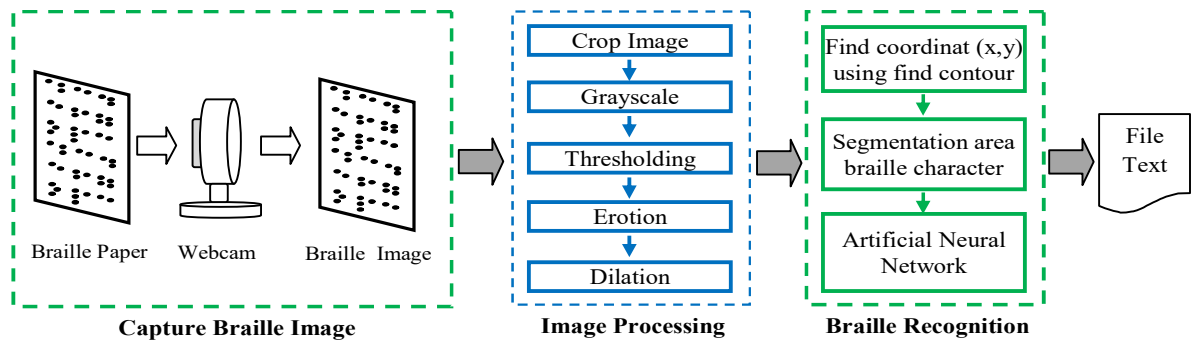 Braille Paper
Webcam
Braille Image
Capture Braille Image
Crop Image
Grayscale
Thresholding
Erotion
Dilation
Image Processing
Find coordinat (x,y)
using find contour
Segmentation area
braille character
Artificial Neural
Network
Braille Recognition
File
Text